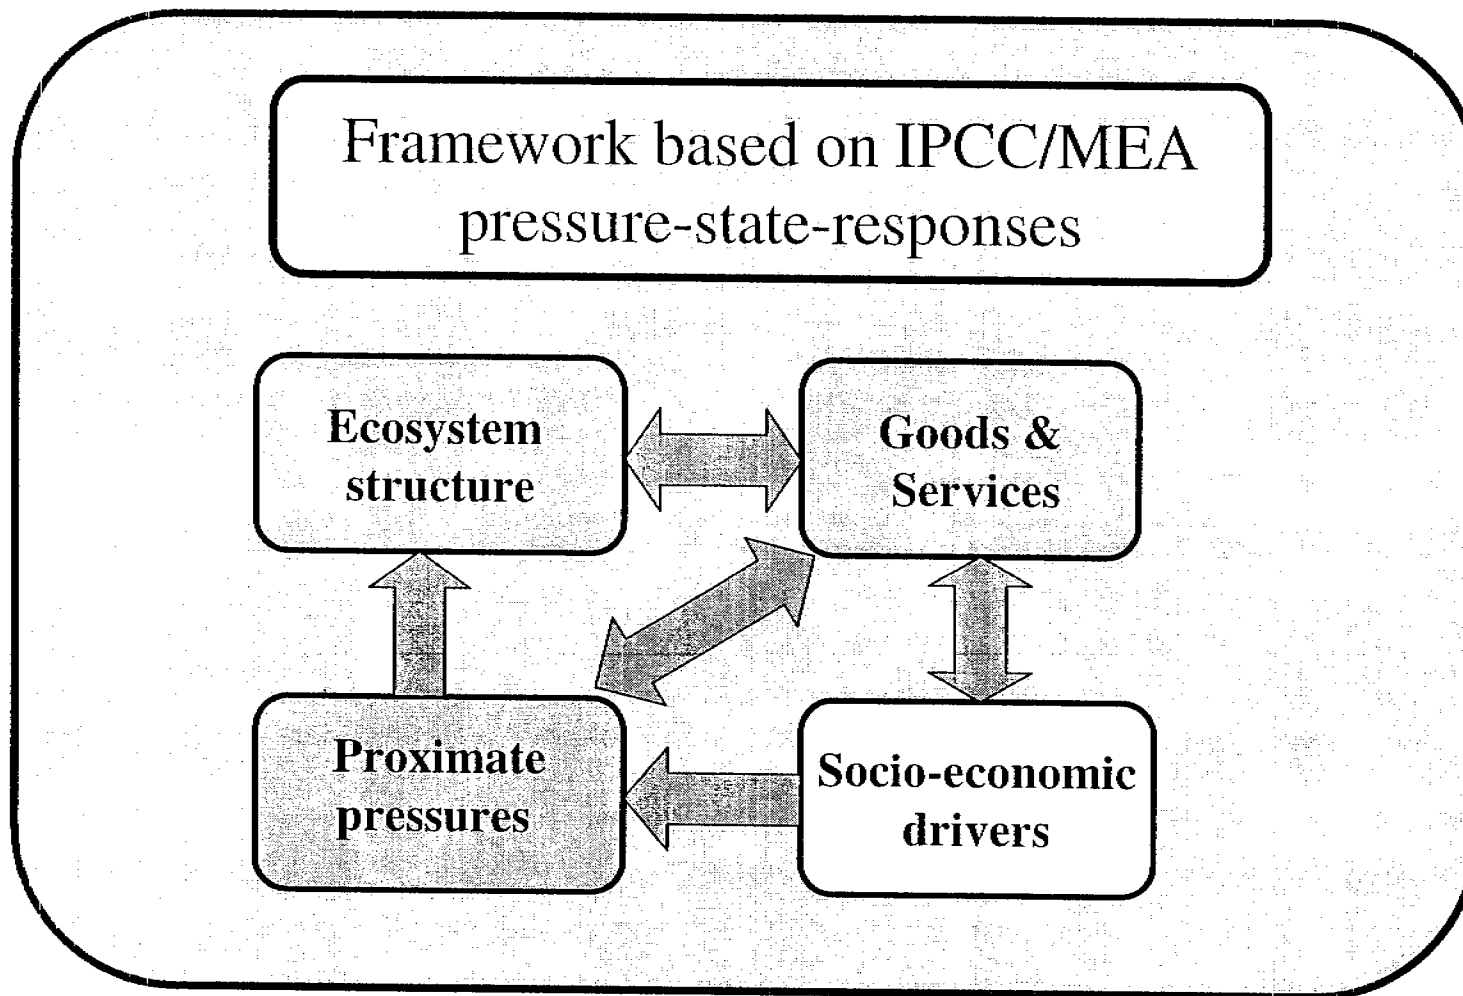 Framework based on IPCC/MEA
pressure-state-responses
Ecosystem
structure
Goods &
Services
Proximate
pressures
Socio-economic
drivers